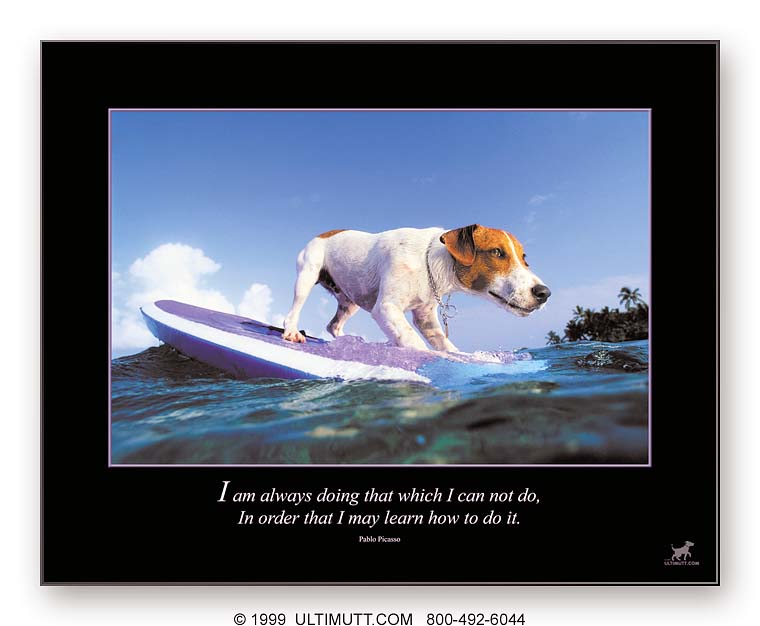 I am always doing that which I can not do,
In order that I may learn how to do it.
Pablo Picasso
ULTIMUTT.COM
© 1999 ULTIMUTT.COM 800-492-6044